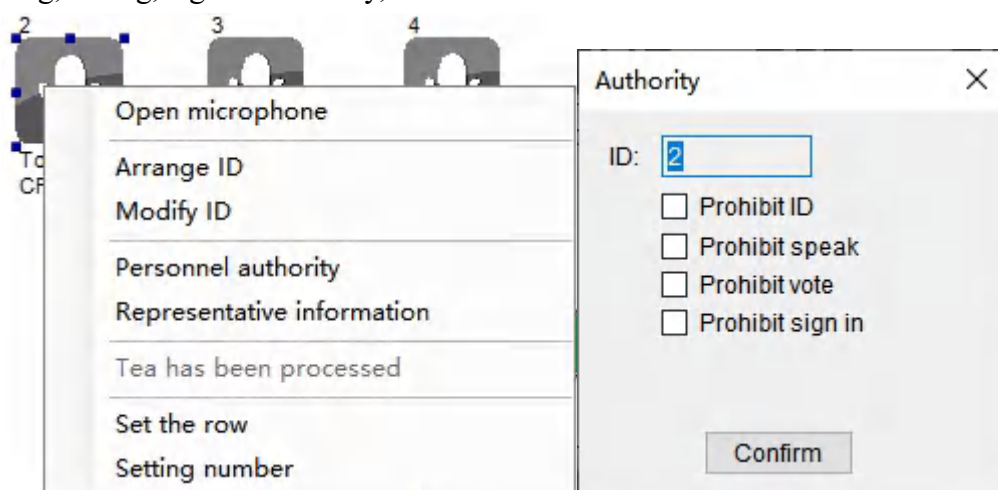 2 3 4
Open microphone
Arrange ID
Modify ID
Personnel authority
Representative information
Tea has been processed
Set the row
Setting number
Authority
ID: 2
Prohibit ID
Prohibit speak
Prohibit vote
Prohibit sign in
Confirm